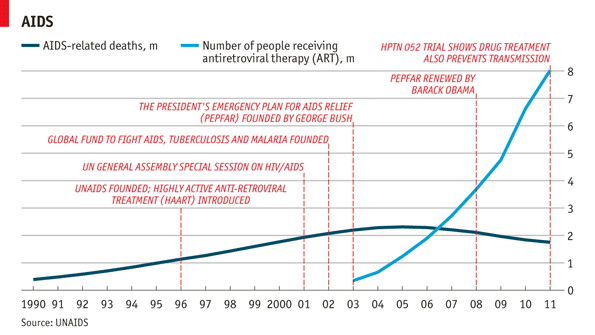 AIDS
AIDS-related deaths, m
Number of people receiving
antiretroviral therapy (ART), m
HPTN 052 TRIAL SHOWS DRUG TREATMENT
ALSO PREVENTS TRANSMISSION
PEPFAR RENEWED BY
BARACK OBAMA
THE PRESIDENT'S EMERGENCY PLAN FOR AIDS RELIEF
(PEPFAR) FOUNDED BY GEORGE BUSH
GLOBAL FUND TO FIGHT AIDS, TUBERCULOSIS AND MALARIA FOUNDED
UN GENERAL ASSEMBLY SPECIAL SESSION ON HIV/AIDS
UNAIDS FOUNDED; HIGHLY ACTIVE ANTI-RETROVIRAL
TREATMENT (HAART) INTRODUCED
8
7
6
5
4
3
2
1
0
1990 91 92 93 94 95 96 97 98 99 2000 01 02 03 04 05 06 07 08 09 10 11
Source: UNAIDS